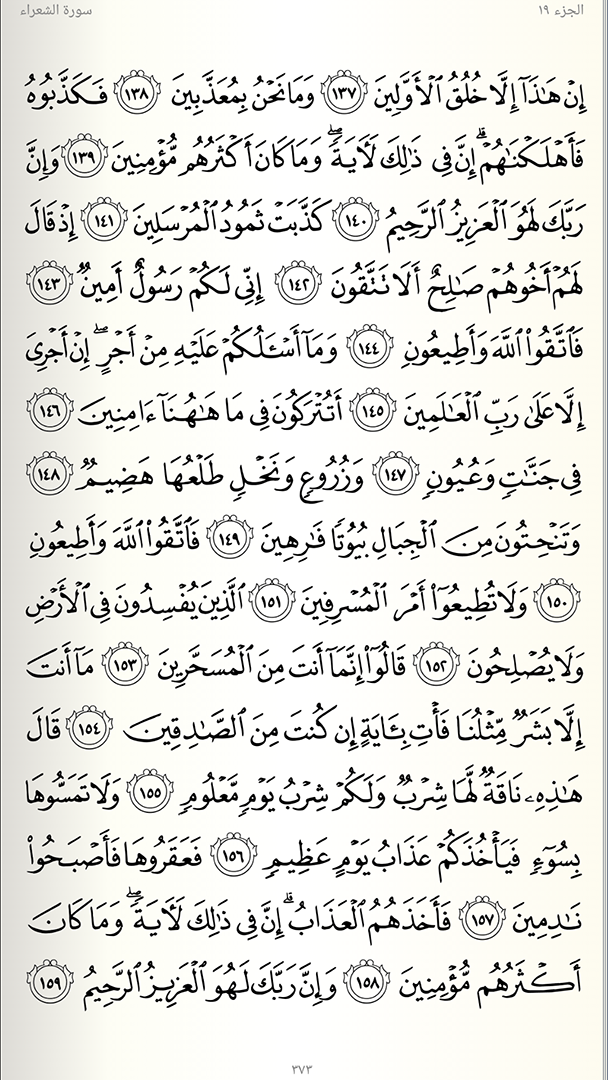 الجزء ١٩
سورة الشعراء
إِنْ هَٰذَآ إِلَّا خُلُقُ ٱلْأَوَّلِينَ ١٣٧ وَمَا نَحْنُ بِمُعَذَّبِينَ ١٣٨ فَكَذَّبُوهُ
فَأَهْلَكْنَٰهُمْ ۗ إِنَّ فِى ذَٰلِكَ لَـَٔايَةً ۖ وَمَا كَانَ أَكْثَرُهُم مُّؤْمِنِينَ ١٣٩ وَإِنَّ
رَبَّكَ لَهُوَ ٱلْعَزِيزُ ٱلرَّحِيمُ ١٤٠ كَذَّبَتْ ثَمُودُ ٱلْمُرْسَلِينَ ١٤١ إِذْ قَالَ
لَهُمْ أَخُوهُمْ صَٰلِحٌ أَلَا تَتَّقُونَ ١٤٢ إِنِّى لَكُمْ رَسُولٌ أَمِينٌ ١٤٣
فَٱتَّقُوا۟ ٱللَّهَ وَأَطِيعُونِ ١٤٤ وَمَآ أَسْـَٔلُكُمْ عَلَيْهِ مِنْ أَجْرٍ ۖ إِنْ أَجْرِىَ
إِلَّا عَلَىٰ رَبِّ ٱلْعَٰلَمِينَ ١٤٥ أَتُتْرَكُونَ فِى مَا هَٰهُنَآ ءَامِنِينَ ١٤٦
فِى جَنَّٰتٍ وَعُيُونٍ ١٤٧ وَزُرُوعٍ وَنَخْلٍ طَلْعُهَا هَضِيمٌ ١٤٨
وَتَنْحِتُونَ مِنَ ٱلْجِبَالِ بُيُوتًا فَٰرِهِينَ ١٤٩ فَٱتَّقُوا۟ ٱللَّهَ وَأَطِيعُونِ
١٥٠ وَلَا تُطِيعُوٓا۟ أَمْرَ ٱلْمُسْرِفِينَ ١٥١ ٱلَّذِينَ يُفْسِدُونَ فِى ٱلْأَرْضِ
وَلَا يُصْلِحُونَ ١٥٢ قَالُوٓا۟ إِنَّمَآ أَنتَ مِنَ ٱلْمُسَحَّرِينَ ١٥٣ مَآ أَنتَ
إِلَّا بَشَرٌ مِّثْلُنَا فَأْتِ بِـَٔايَةٍ إِن كُنتَ مِنَ ٱلصَّٰدِقِينَ ١٥٤ قَالَ
هَٰذِهِۦ نَاقَةٌ لَّهَا شِرْبٌ وَلَكُمْ شِرْبُ يَوْمٍ مَّعْلُومٍ ١٥٥ وَلَا تَمَسُّوهَا
بِسُوٓءٍ فَيَأْخُذَكُمْ عَذَابُ يَوْمٍ عَظِيمٍ ١٥٦ فَعَقَرُوهَا فَأَصْبَحُوا۟
نَٰدِمِينَ ١٥٧ فَأَخَذَهُمُ ٱلْعَذَابُ ۗ إِنَّ فِى ذَٰلِكَ لَـَٔايَةً ۖ وَمَا كَانَ
أَكْثَرُهُم مُّؤْمِنِينَ ١٥٨ وَإِنَّ رَبَّكَ لَهُوَ ٱلْعَزِيزُ ٱلرَّحِيمُ ١٥٩
٣٧٣